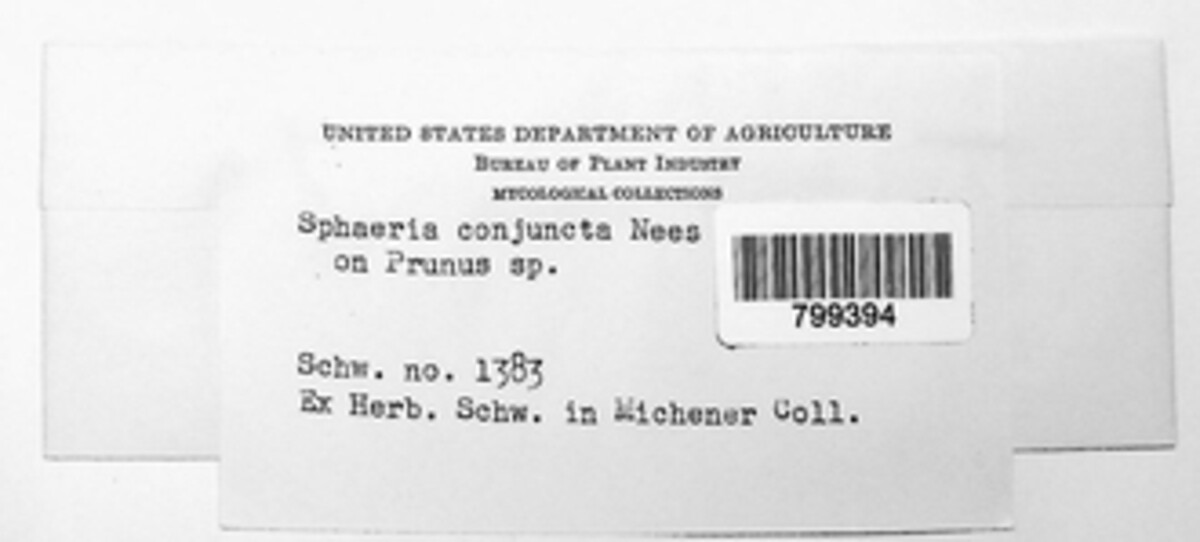 UNITED STATES DEPARTMENT OF AGRICULTURE
BUREAU OF PLANT INDUSTRY
MYCOLOGICAL COLLECTIONS
Sphaeria conjuncta Nees
on Prunus sp.
799394
Schw. no. 1383
Ex Herb. Schw. in Michener Coll.